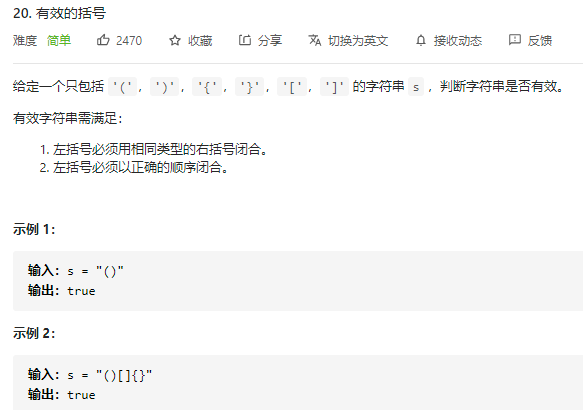 20. 有效的括号
难度 简单 2470 收藏 分享 切换为英文 接收动态 反馈
给定一个只包括 '(', ')', '{', '}', '[', ']' 的字符串 s ，判断字符串是否有效。
有效字符串需满足：
1. 左括号必须用相同类型的右括号闭合。
2. 左括号必须以正确的顺序闭合。
示例 1：
输入：s = "()"
输出：true
示例 2：
输入：s = "()[]{}"
输出：true